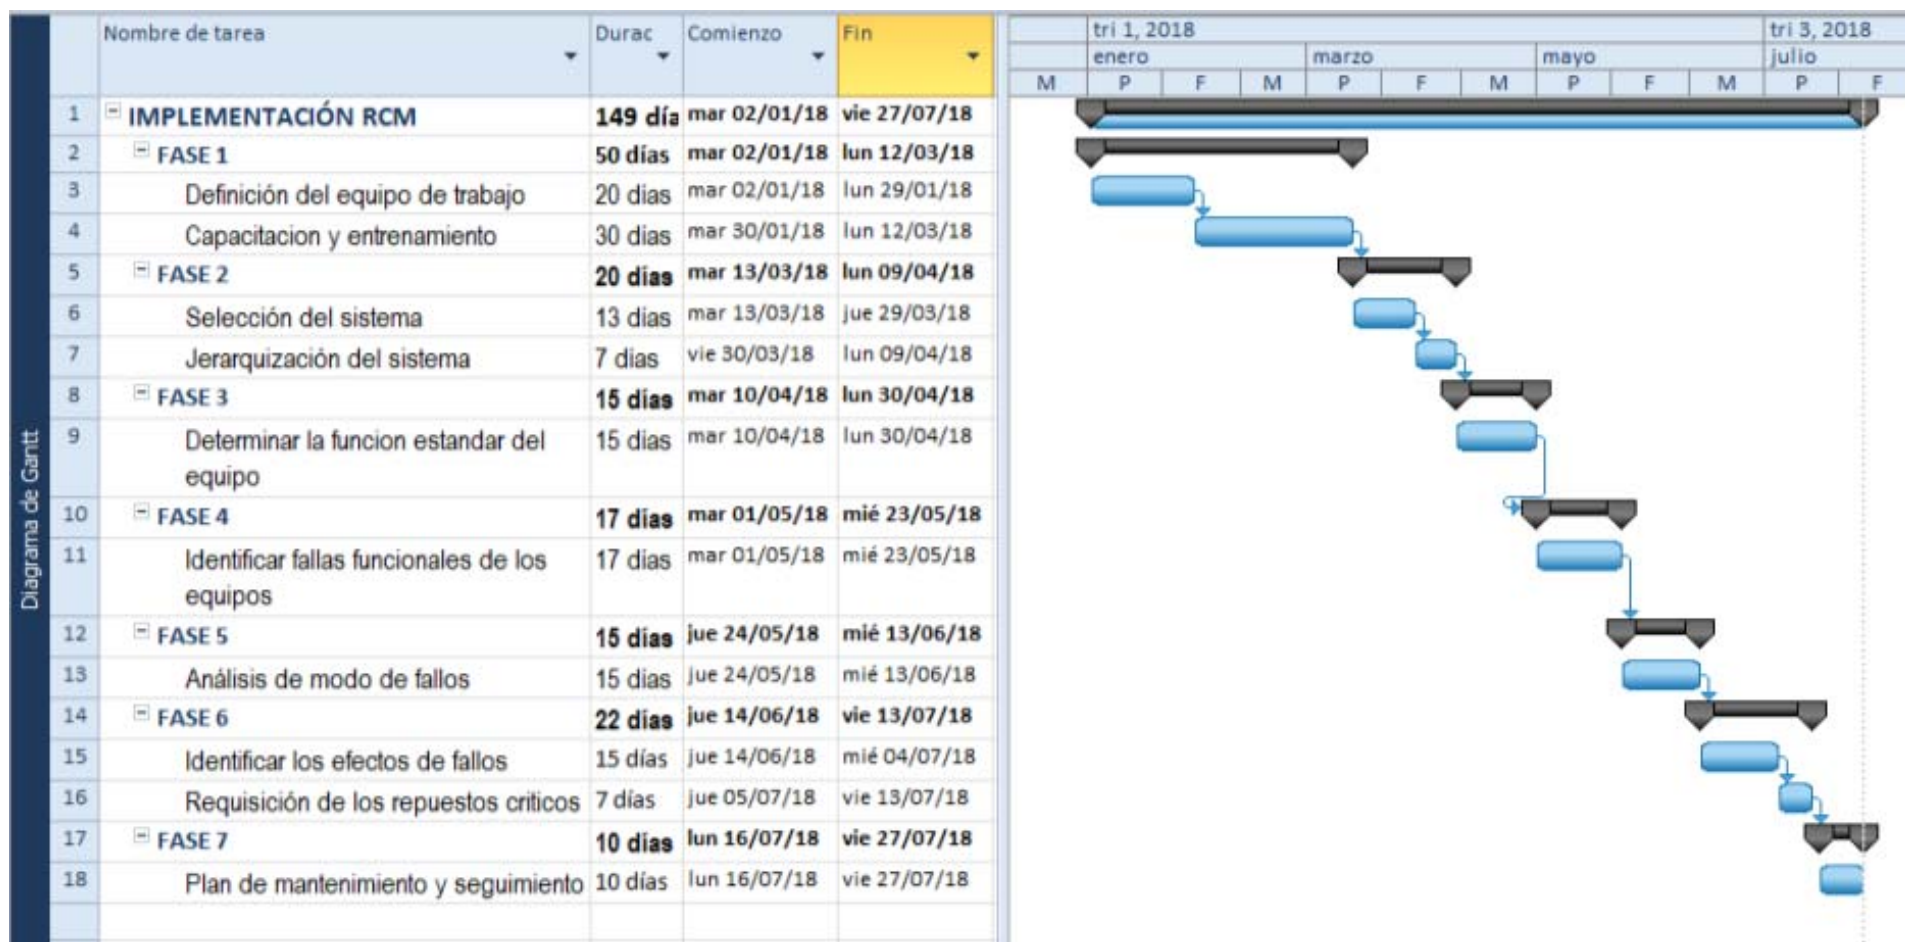 Diagrama de Gantt
Nombre de tarea Durac Comienzo Fin
tri 1, 2018 tri 3, 2018
enero marzo mayo julio
M P F M P F M P F M P F
1 IMPLEMENTACIÓN RCM 149 día mar 02/01/18 vie 27/07/18
2 FASE 1 50 días mar 02/01/18 lun 12/03/18
3 Definición del equipo de trabajo 20 dias mar 02/01/18 lun 29/01/18
4 Capacitacion y entrenamiento 30 dias mar 30/01/18 lun 12/03/18
5 FASE 2 20 días mar 13/03/18 lun 09/04/18
6 Selección del sistema 13 dias mar 13/03/18 jue 29/03/18
7 Jerarquización del sistema 7 dias vie 30/03/18 lun 09/04/18
8 FASE 3 15 días mar 10/04/18 lun 30/04/18
9 Determinar la funcion estandar del 15 dias mar 10/04/18 lun 30/04/18
equipo
10 FASE 4 17 días mar 01/05/18 mié 23/05/18
11 Identificar fallas funcionales de los 17 dias mar 01/05/18 mié 23/05/18
equipos
12 FASE 5 15 días jue 24/05/18 mié 13/06/18
13 Análisis de modo de fallos 15 dias jue 24/05/18 mié 13/06/18
14 FASE 6 22 días jue 14/06/18 vie 13/07/18
15 Identificar los efectos de fallos 15 días jue 14/06/18 mié 04/07/18
16 Requisición de los repuestos criticos 7 días jue 05/07/18 vie 13/07/18
17 FASE 7 10 días lun 16/07/18 vie 27/07/18
18 Plan de mantenimiento y seguimiento 10 días lun 16/07/18 vie 27/07/18